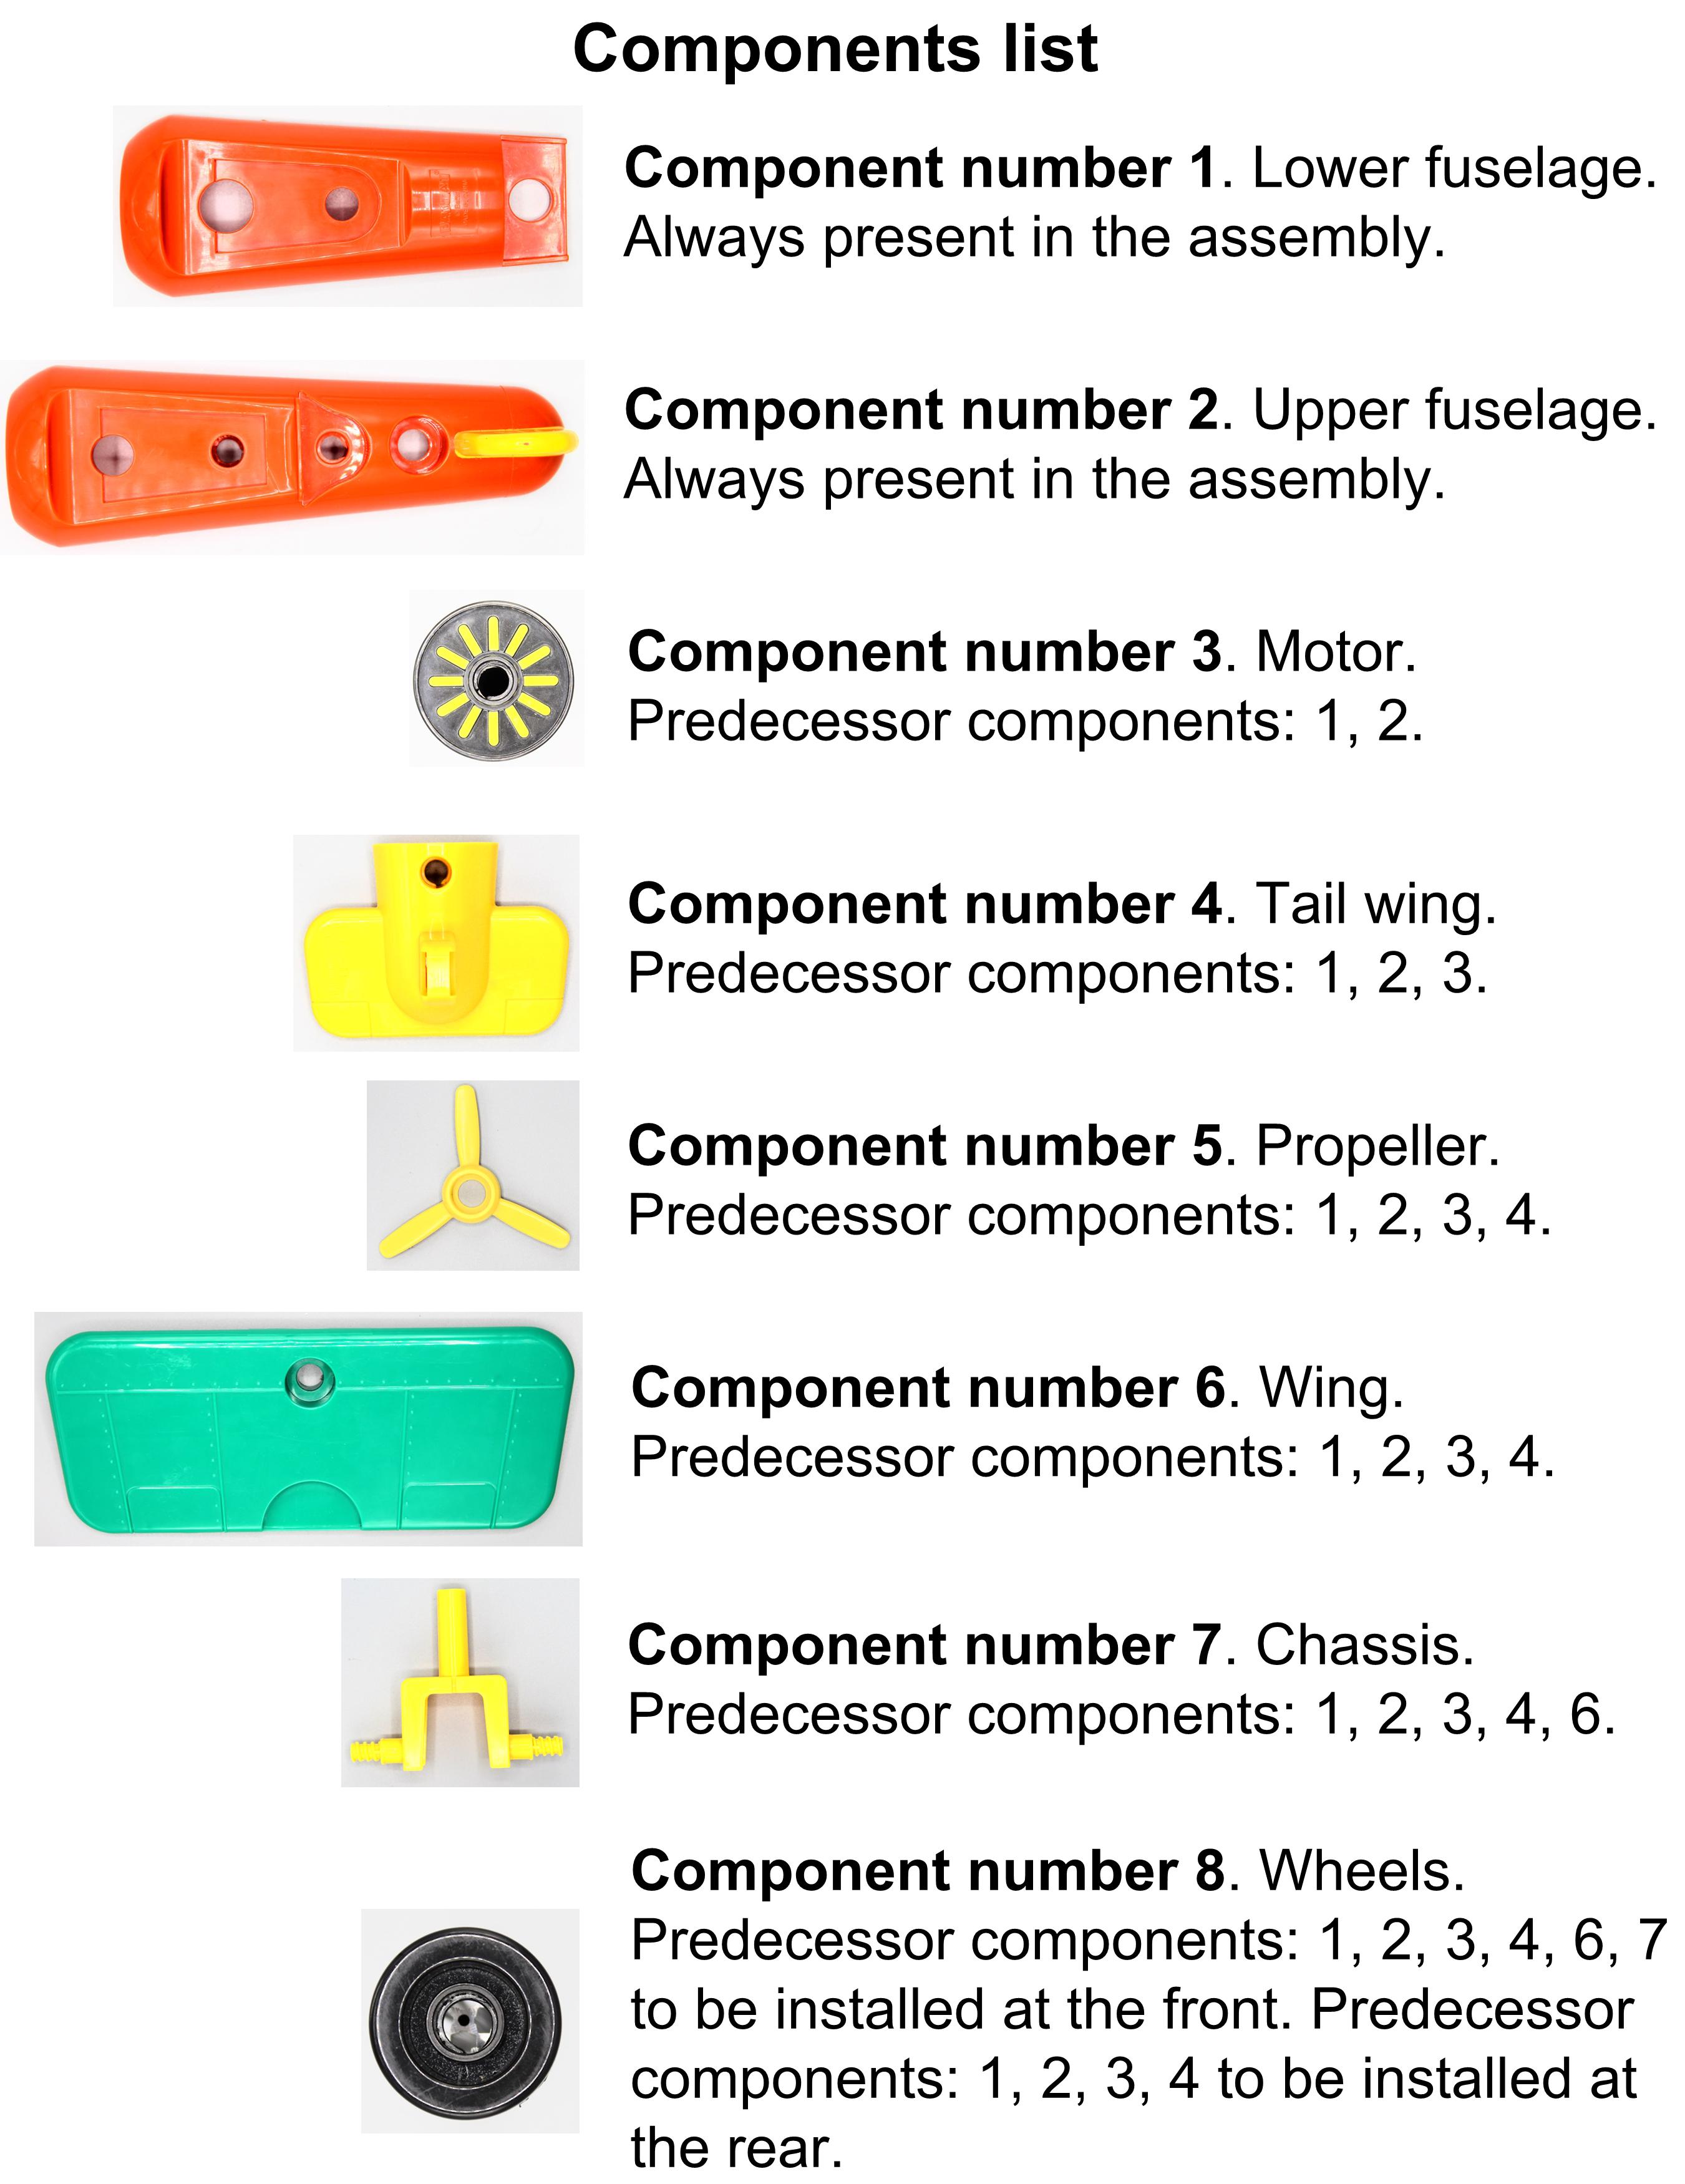 Components list
Component number 1. Lower fuselage.
Always present in the assembly.
Component number 2. Upper fuselage.
Always present in the assembly.
Component number 3. Motor.
Predecessor components: 1, 2.
Component number 4. Tail wing.
Predecessor components: 1, 2, 3.
Component number 5. Propeller.
Predecessor components: 1, 2, 3, 4.
Component number 6. Wing.
Predecessor components: 1, 2, 3, 4.
Component number 7. Chassis.
Predecessor components: 1, 2, 3, 4, 6.
Component number 8. Wheels.
Predecessor components: 1, 2, 3, 4, 6, 7
to be installed at the front. Predecessor
components: 1, 2, 3, 4 to be installed at
the rear.